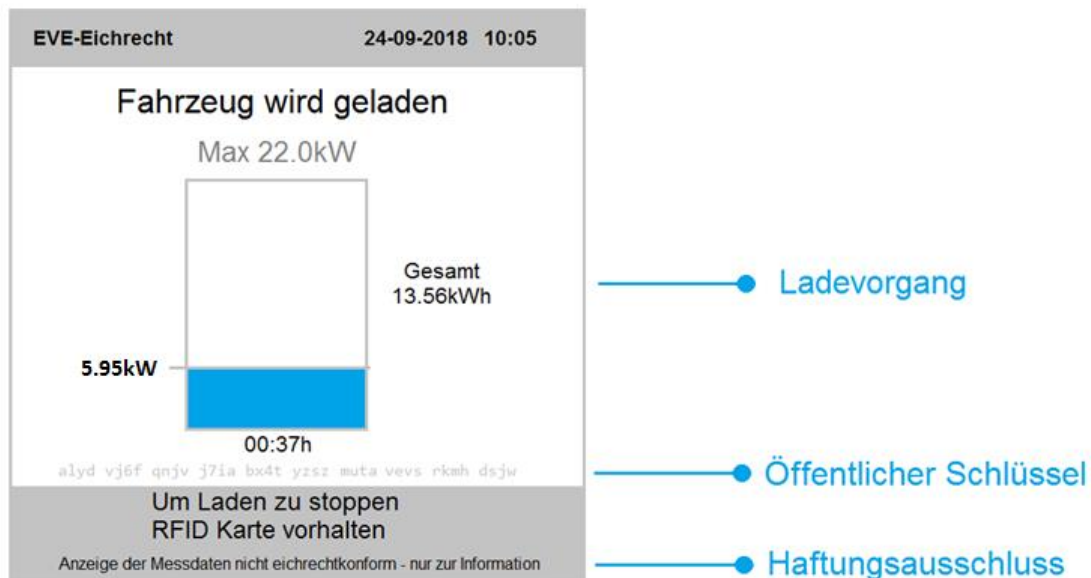 EVE-Eichrecht 24-09-2018 10:05
Fahrzeug wird geladen
Max 22.0kW
Gesamt
13.56kWh
Ladevorgang
5.95kW
00:37h
alyd vj6f qnjv j7ia bx4t yzsz muta vevs rkmh dsjw
Öffentlicher Schlüssel
Um Laden zu stoppen
RFID Karte vorhalten
Anzeige der Messdaten nicht eichrechtkonform - nur zur Information
Haftungsausschluss